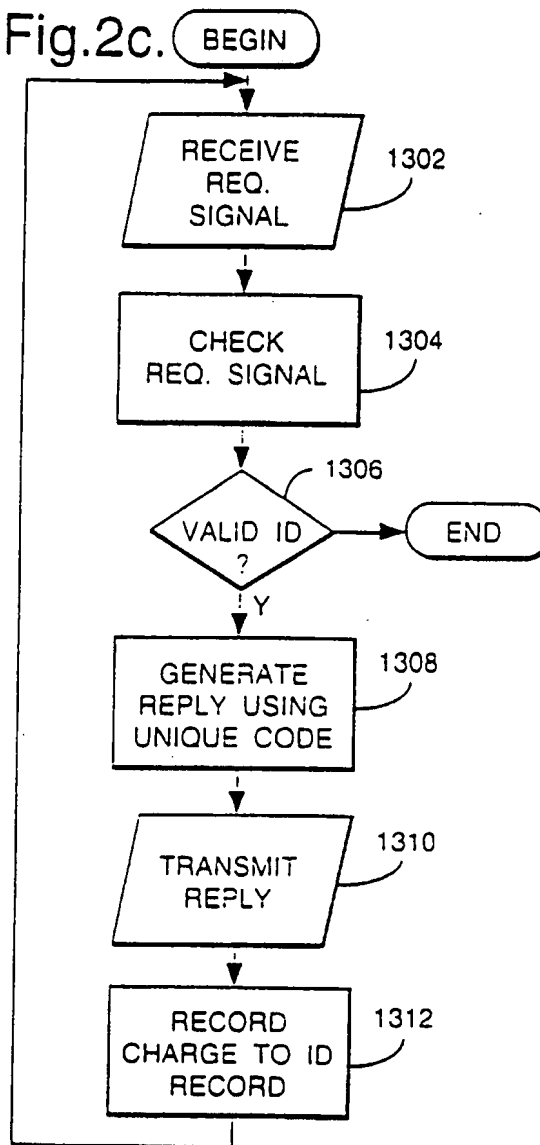 Fig.2c.
BEGIN
RECEIVE
REQ.
SIGNAL
1302
CHECK
REQ. SIGNAL
1304
1306
VALID ID
?
END
Y
GENERATE
REPLY USING
UNIQUE CODE
1308
TRANSMIT
REPLY
1310
RECORD
CHARGE TO ID
RECORD
1312